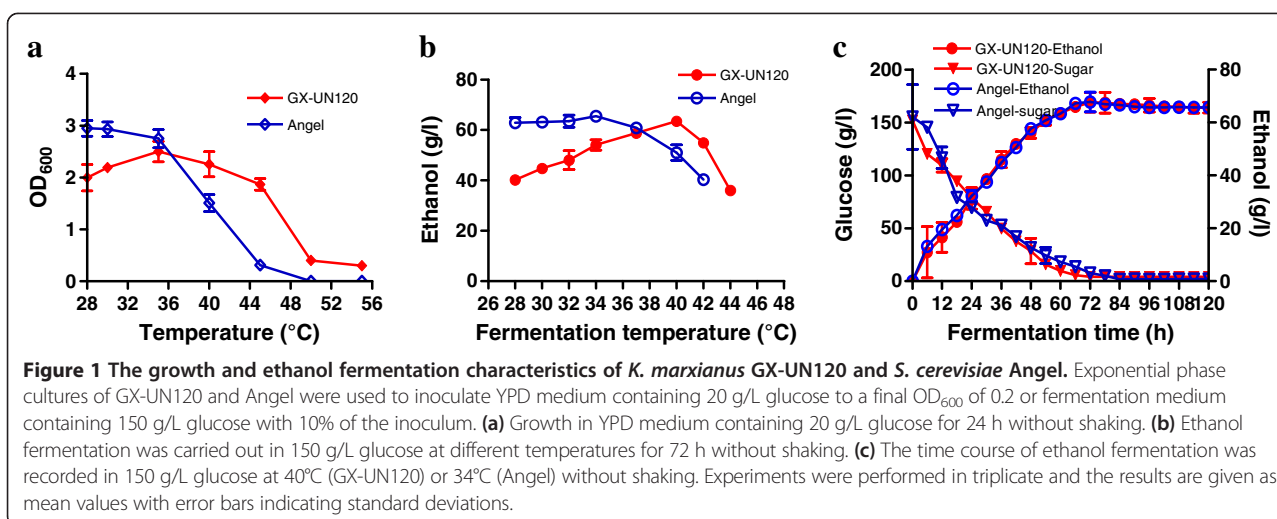 a
b
c
4
3
2
1
0
OD600
28 32 36 40 44 48 52 56
Temperature (°C)
GX-UN120
Angel
80
60
40
20
0
Ethanol (g/l)
26 28 30 32 34 36 38 40 42 44 46 48
Fermentation temperature (°C)
GX-UN120
Angel
GX-UN120-Ethanol
GX-UN120-Sugar
Angel-Ethanol
Angel-sugar
200
150
100
50
0
Glucose (g/l)
80
60
40
20
0
Ethanol (g/l)
0 12 24 36 48 60 72 84 96 108 120
Fermentation time (h)
Figure 1 The growth and ethanol fermentation characteristics of K. marxianus GX-UN120 and S. cerevisiae Angel. Exponential phase
cultures of GX-UN120 and Angel were used to inoculate YPD medium containing 20 g/L glucose to a final OD600 of 0.2 or fermentation medium
containing 150 g/L glucose with 10% of the inoculum. (a) Growth in YPD medium containing 20 g/L glucose for 24 h without shaking. (b) Ethanol
fermentation was carried out in 150 g/L glucose at different temperatures for 72 h without shaking. (c) The time course of ethanol fermentation was
recorded in 150 g/L glucose at 40°C (GX-UN120) or 34°C (Angel) without shaking. Experiments were performed in triplicate and the results are given as
mean values with error bars indicating standard deviations.